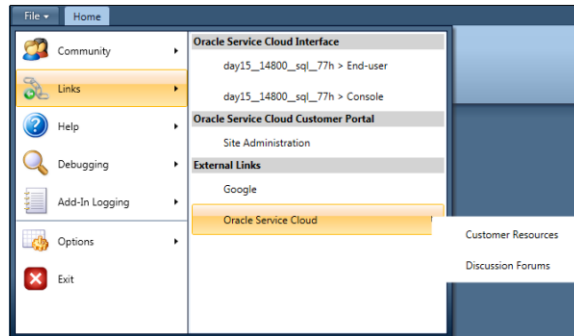 File
Home
Community
Links
Help
Debugging
Add-In Logging
Options
Exit
Oracle Service Cloud Interface
day15__14800__sql__77h > End-user
day15__14800__sql__77h > Console
Oracle Service Cloud Customer Portal
Site Administration
External Links
Google
Oracle Service Cloud
Customer Resources
Discussion Forums